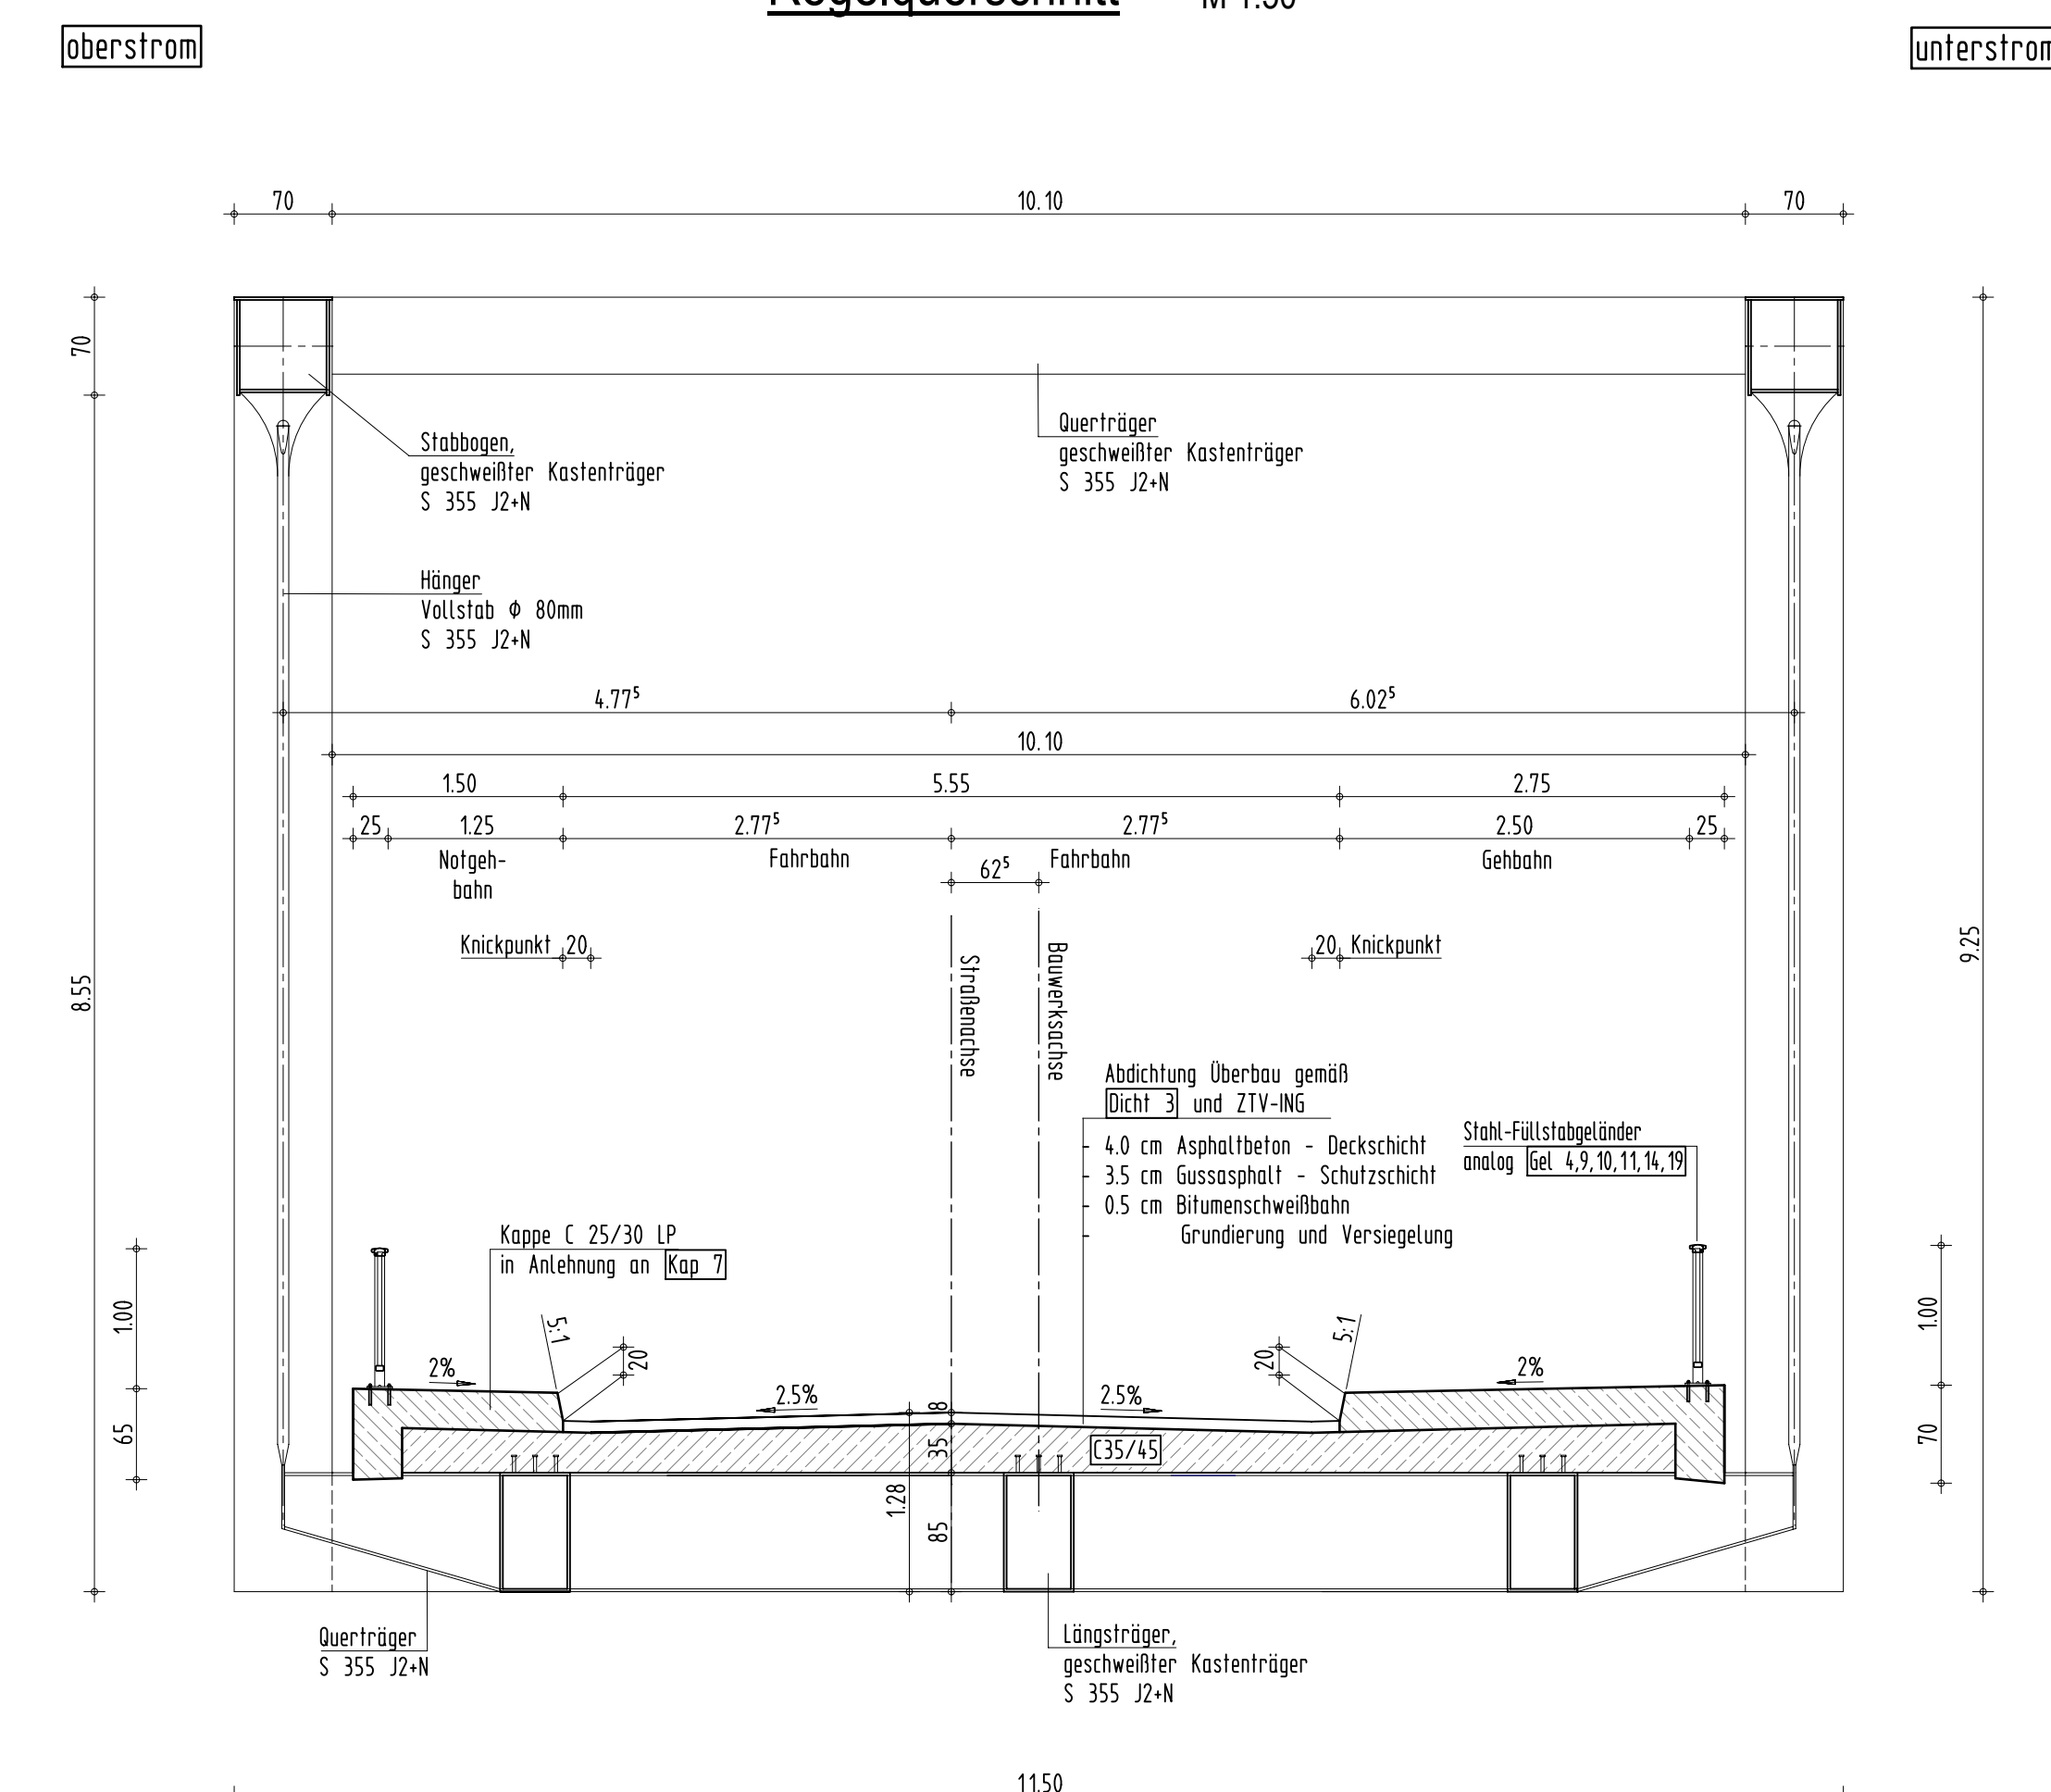 Regelquerschnitt M 1:50
oberstrom
unterstrom
70
10.10
70
70
Stabbogen,
geschweißter Kastenträger
S 355 J2+N
Querträger
geschweißter Kastenträger
S 355 J2+N
Hänger
Vollstab Φ 80mm
S 355 J2+N
4.77⁵
6.02⁵
10.10
1.50
5.55
2.75
25
1.25
2.77⁵
2.77⁵
2.50
25
Notgeh-
bahn
Fahrbahn
Fahrbahn
Gehbahn
62⁵
Knickpunkt
20
20
Knickpunkt
Straßenachse
Bauwerksachse
8.55
9.25
Abdichtung Überbau gemäß
Dicht 3 und ZTV-ING
- 4.0 cm Asphaltbeton - Deckschicht
- 3.5 cm Gussasphalt - Schutzschicht
- 0.5 cm Bitumenschweißbahn
- Grundierung und Versiegelung
Stahl-Füllstabgeländer
analog Gel 4,9,10,11,14,19
Kappe C 25/30 LP
in Anlehnung an Kap 7
1.00
1.00
5:1
20
20
5:1
2%
2.5%
2.5%
2%
65
8
35
C35/45
70
1.28
85
Querträger
S 355 J2+N
Längsträger,
geschweißter Kastenträger
S 355 J2+N
11.50